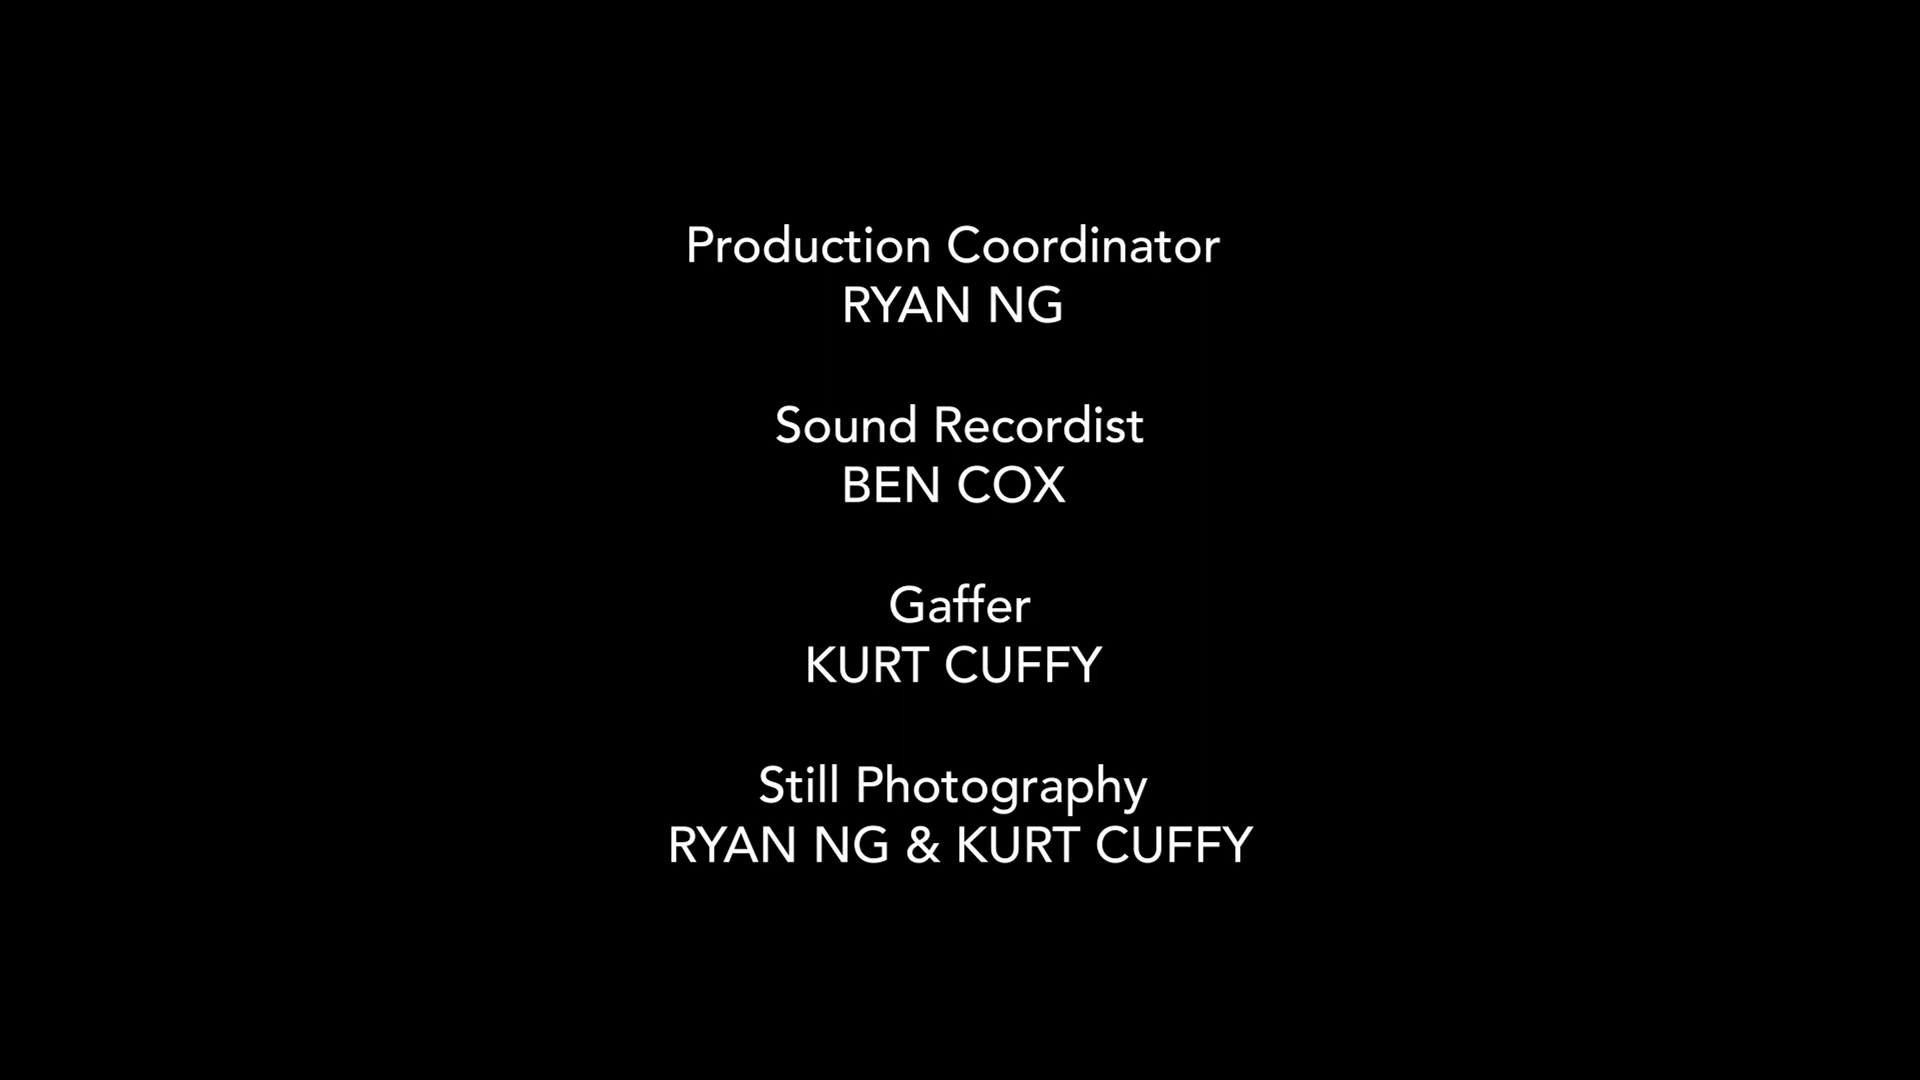 Production Coordinator
RYAN NG
Sound Recordist
BEN COX
Gaffer
KURT CUFFY
Still Photography
RYAN NG & KURT CUFFY